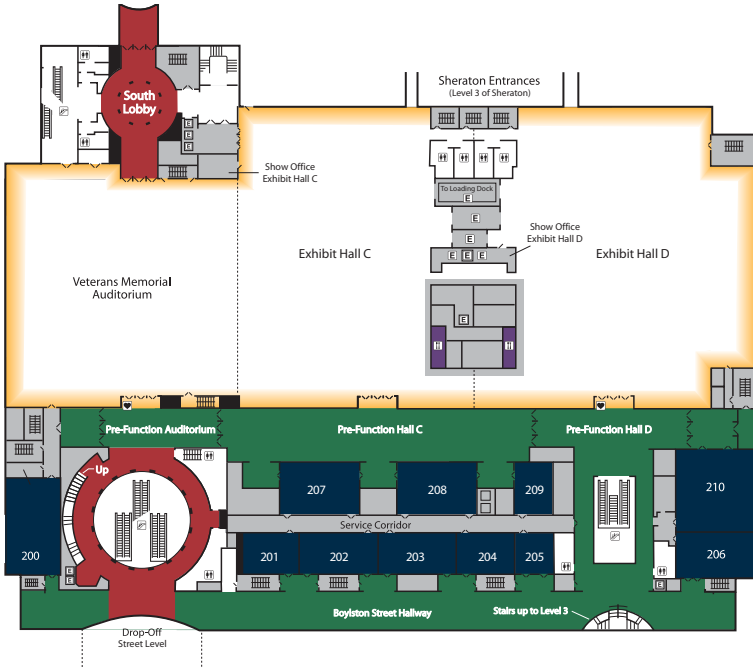 South
Lobby
Sheraton Entrances
(Level 3 of Sheraton)
E
E
E
Show Office
Exhibit Hall C
To Loading Dock
E
E
E
Show Office
Exhibit Hall D
E
E
E
Exhibit Hall C
Exhibit Hall D
Veterans Memorial
Auditorium
E
Pre-Function Auditorium
Pre-Function Hall C
Pre-Function Hall D
Up
207
208
209
210
Service Corridor
200
201
202
203
204
205
206
E
E
E
Boylston Street Hallway
Stairs up to Level 3
Drop-Off
Street Level